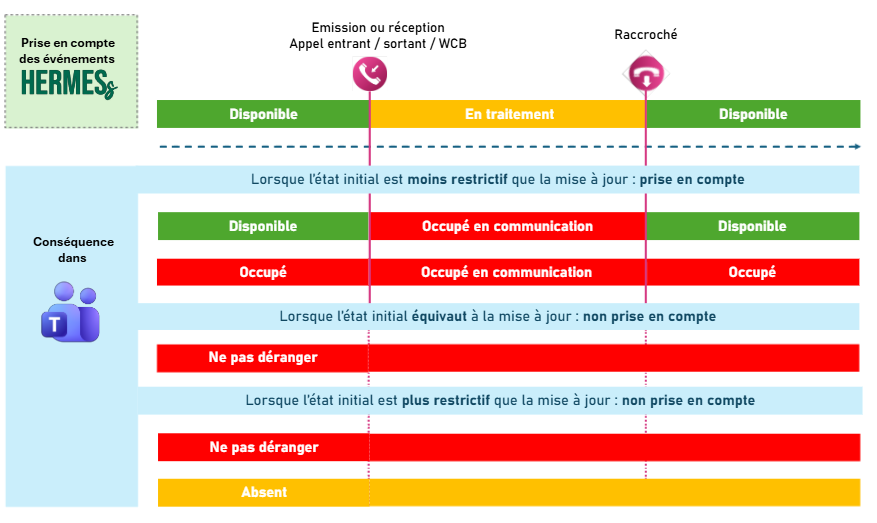 Prise en compte
des événements
HERMESs
Emission ou réception
Appel entrant / sortant / WCB
Raccroché
Disponible
En traitement
Disponible
Lorsque l'état initial est moins restrictif que la mise à jour : prise en compte
Conséquence
dans
T
Disponible
Occupé en communication
Disponible
Occupé
Occupé en communication
Occupé
Lorsque l'état initial équivaut à la mise à jour : non prise en compte
Ne pas déranger
Lorsque l'état initial est plus restrictif que la mise à jour : non prise en compte
Ne pas déranger
Absent